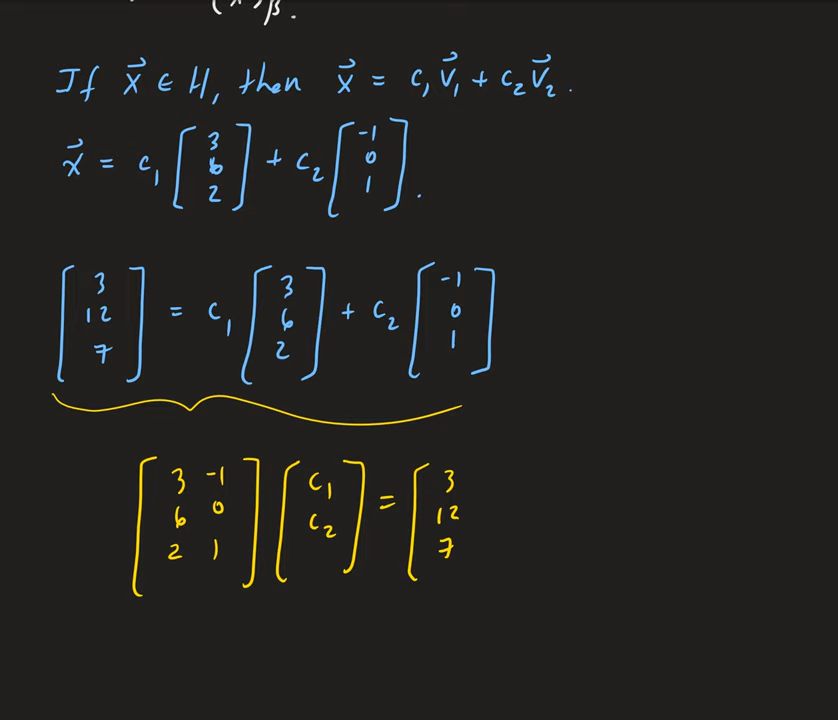 (x)β.
If x⃗ ∈ H, then x⃗ = c₁v⃗₁ + c₂v⃗₂.
x⃗ = c₁ [3 6 2] + c₂ [-1 0 1].
[3 12 7] = c₁ [3 6 2] + c₂ [-1 0 1]
[3 -1; 6 0; 2 1] [c₁ c₂] = [3 12 7